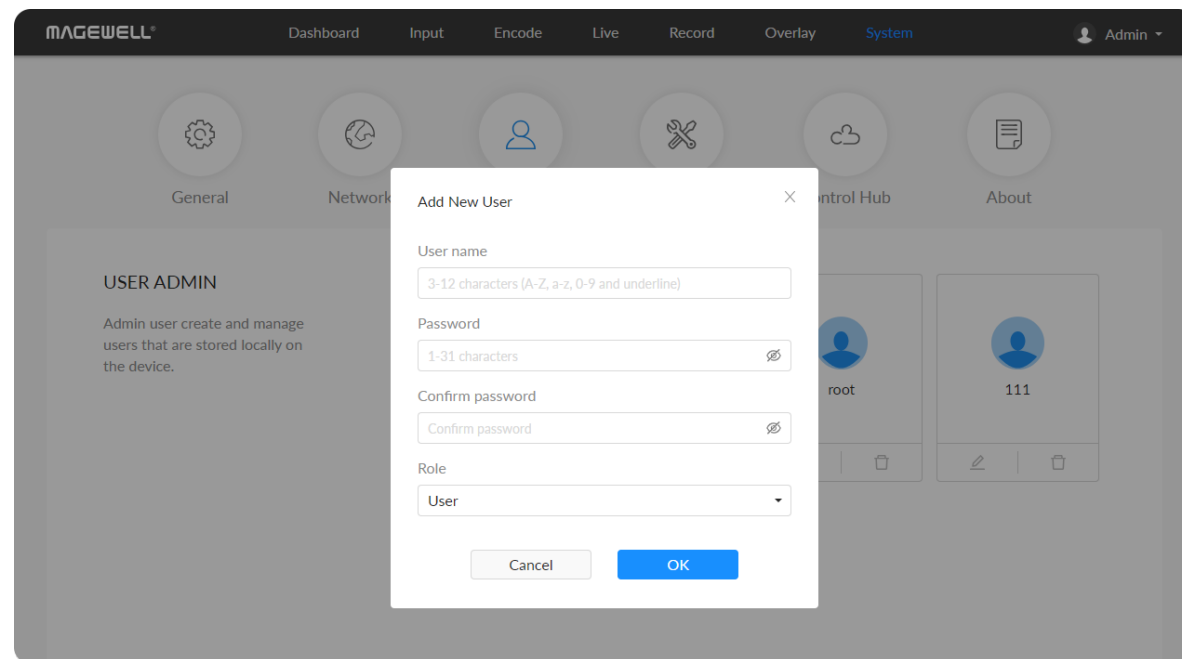 MAGEWELL®
Dashboard Input Encode Live Record Overlay System Admin
General Network ntrol Hub About
Add New User
User name
3-12 characters (A-Z, a-z, 0-9 and underline)
Password
1-31 characters
Confirm password
Confirm password
Role
User
Cancel OK
USER ADMIN
Admin user create and manage
users that are stored locally on
the device.
root 111